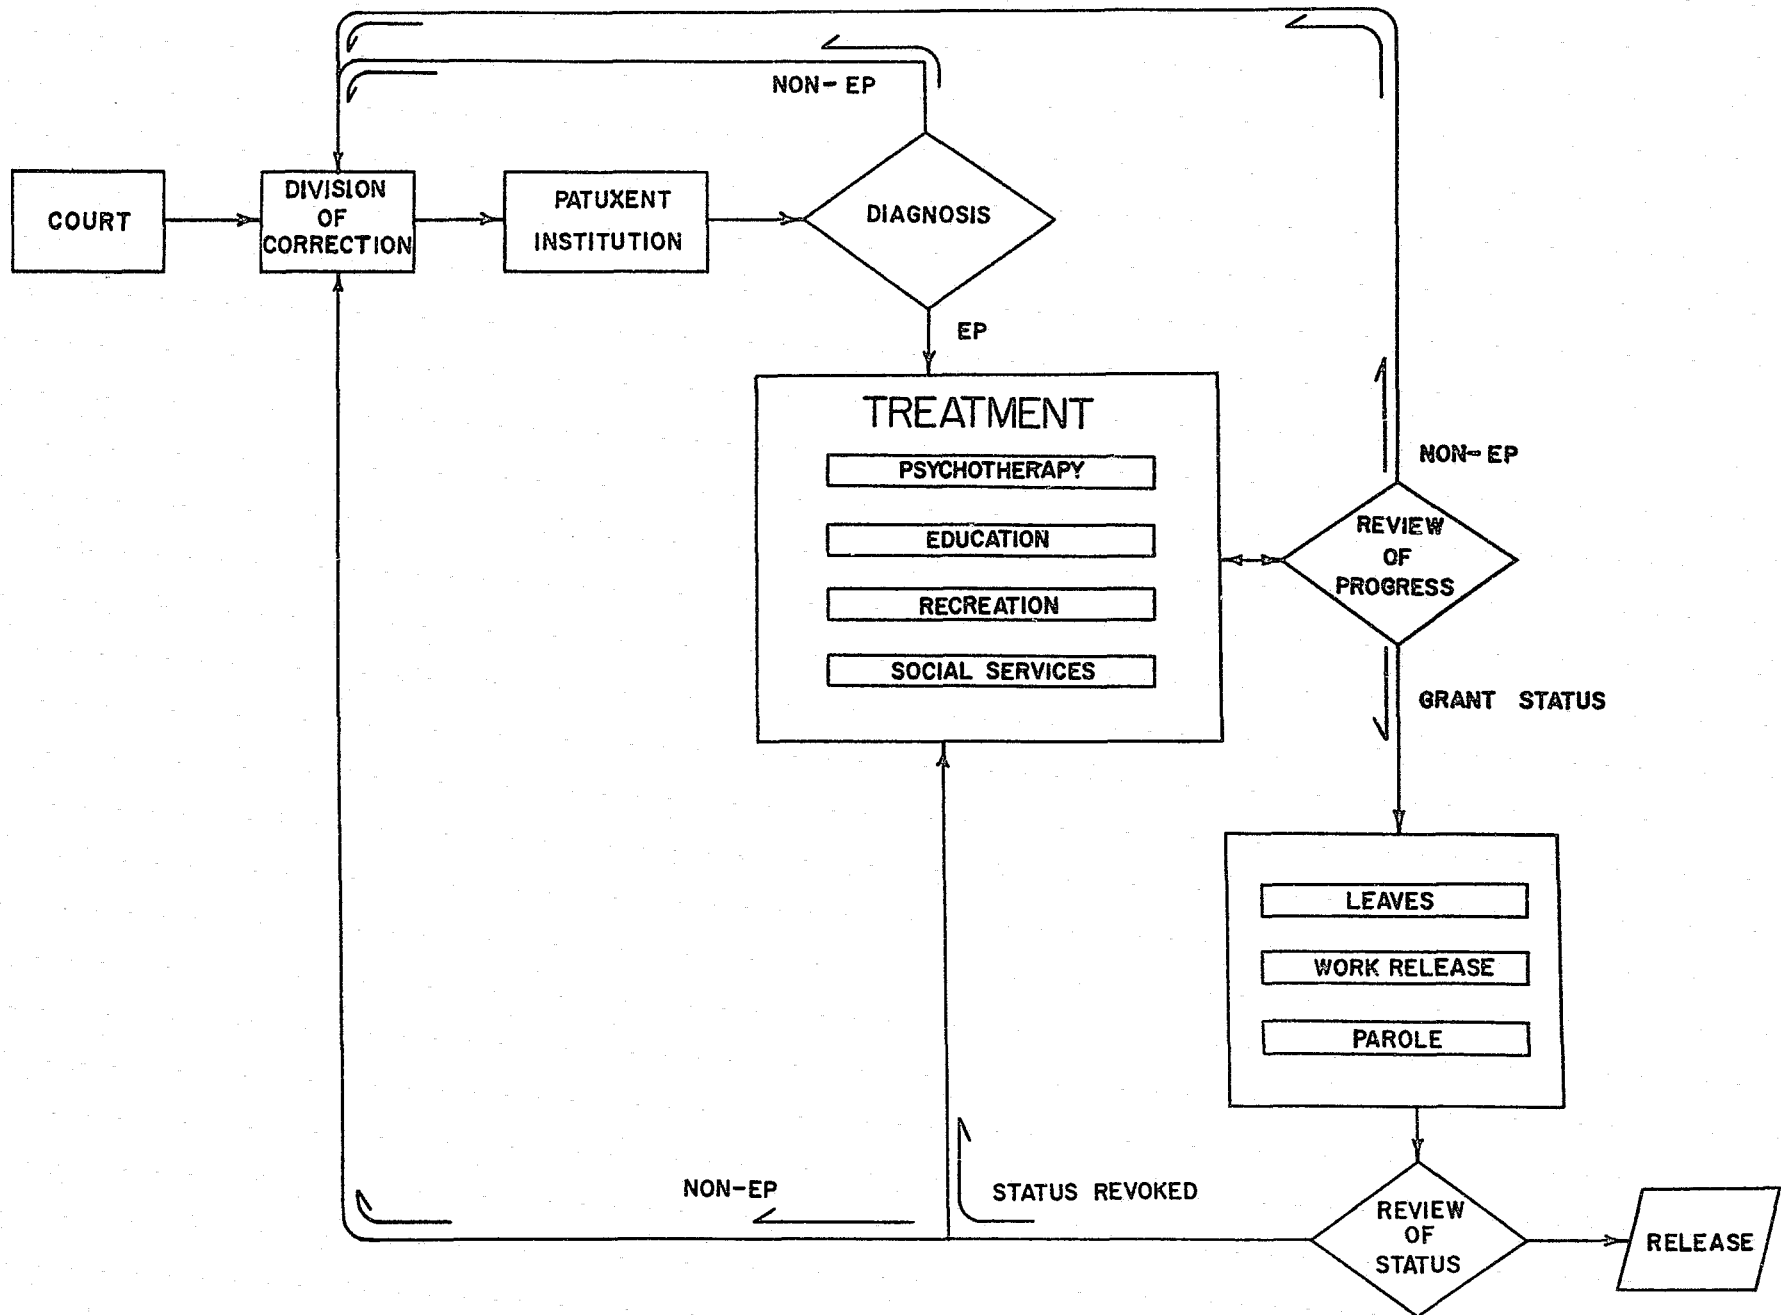 NON-EP
COURT
DIVISION
OF
CORRECTION
PATUXENT
INSTITUTION
DIAGNOSIS
EP
TREATMENT
PSYCHOTHERAPY
EDUCATION
RECREATION
SOCIAL SERVICES
NON-EP
REVIEW
OF
PROGRESS
GRANT STATUS
LEAVES
WORK RELEASE
PAROLE
NON-EP
STATUS REVOKED
REVIEW
OF
STATUS
RELEASE